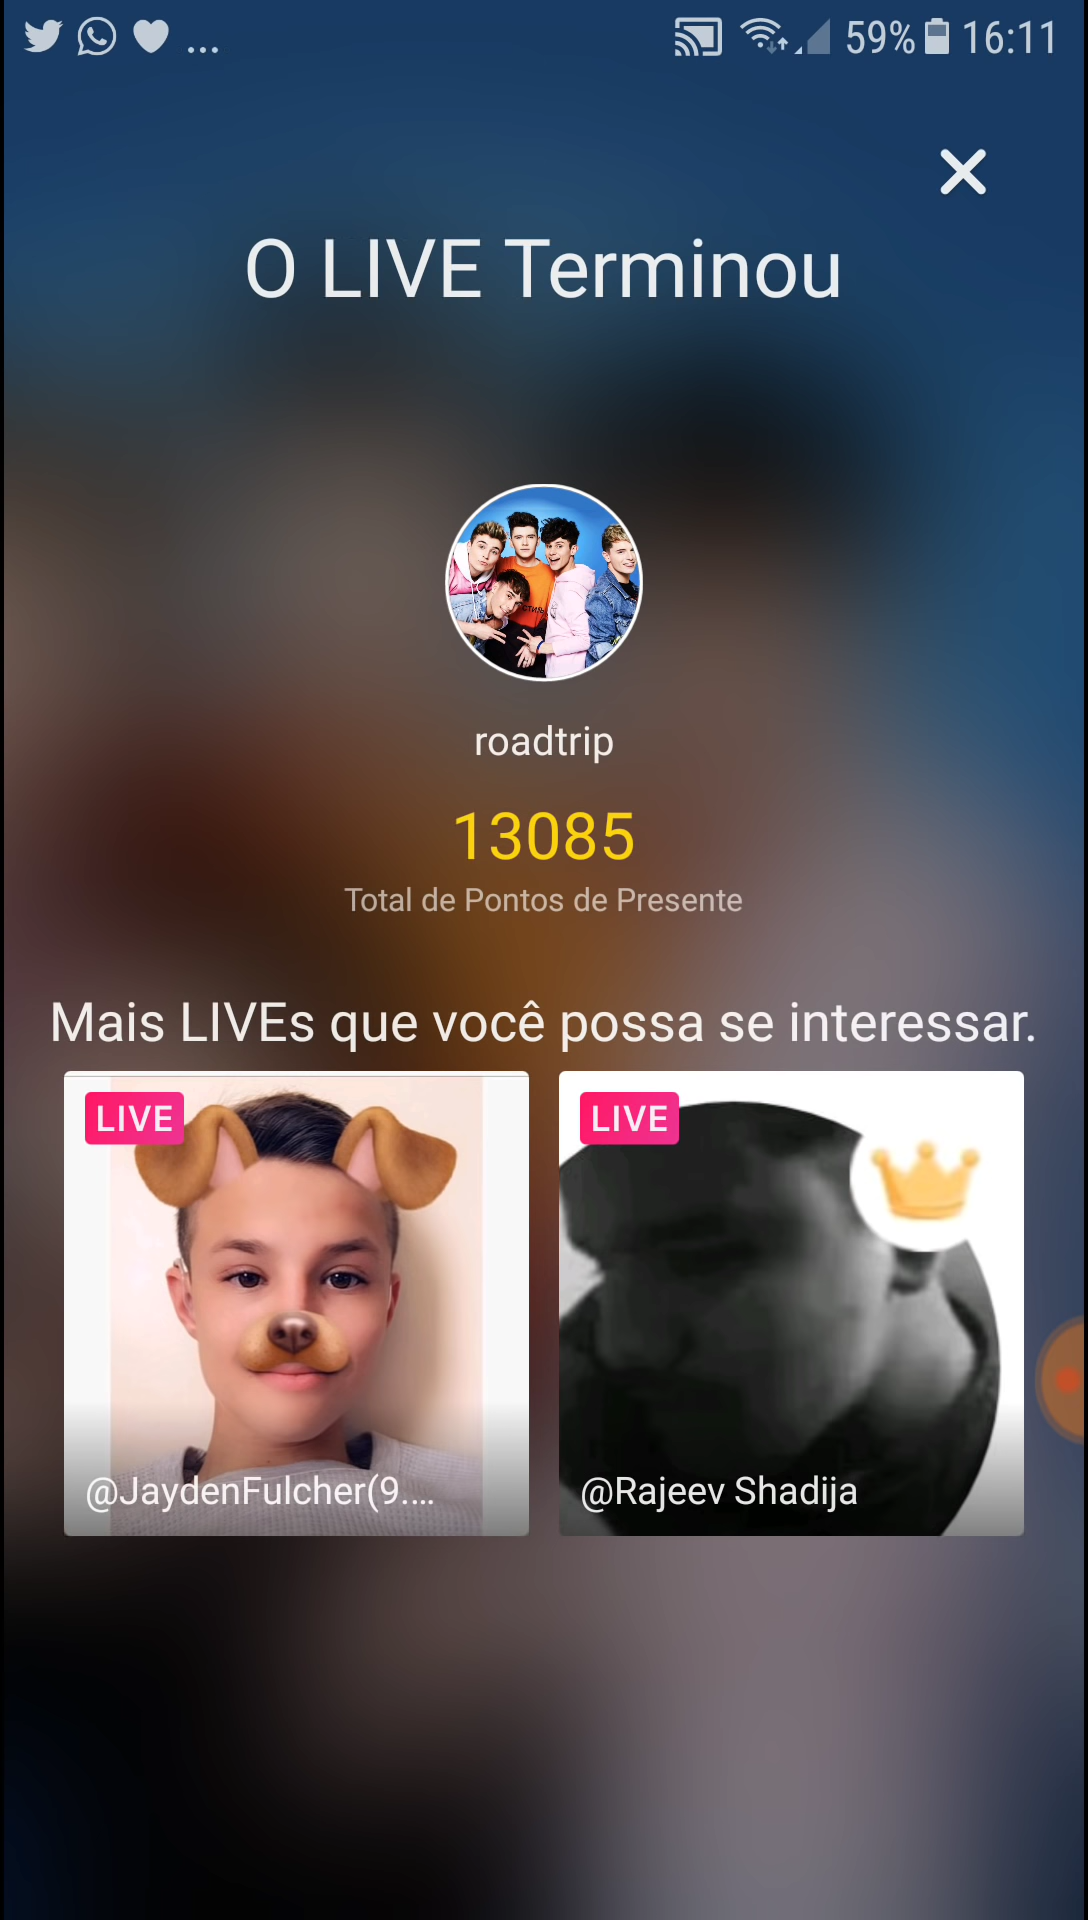 ... 59% 16:11
O LIVE Terminou
roadtrip
13085
Total de Pontos de Presente
Mais LIVEs que você possa se interessar.
LIVE LIVE
@JaydenFulcher(9.... @Rajeev Shadija